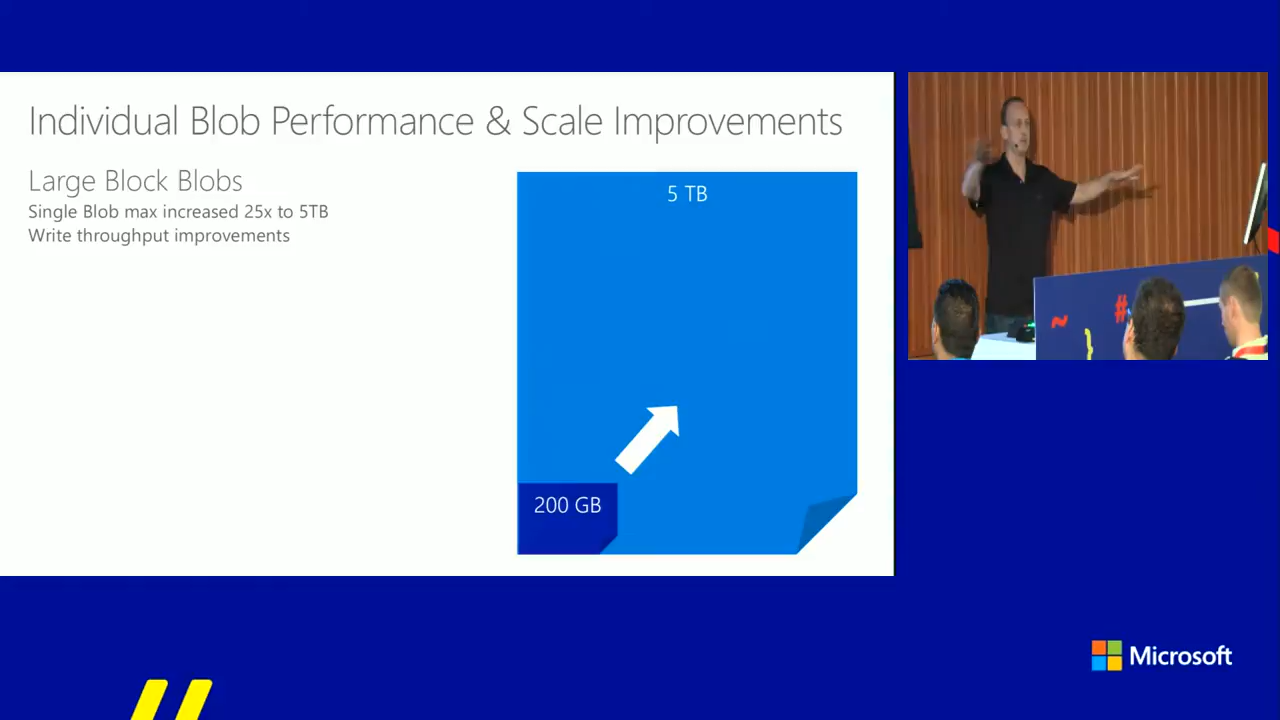 Individual Blob Performance & Scale Improvements
Large Block Blobs
Single Blob max increased 25x to 5TB
Write throughput improvements
5 TB
200 GB
~
#
}
Microsoft
//